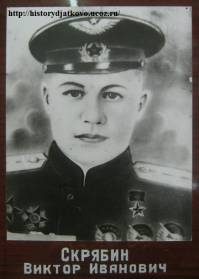 http://historydjatkovo.ucoz.ru/
СКРЯБИН
ВИКТОР ИВАНОВИЧ